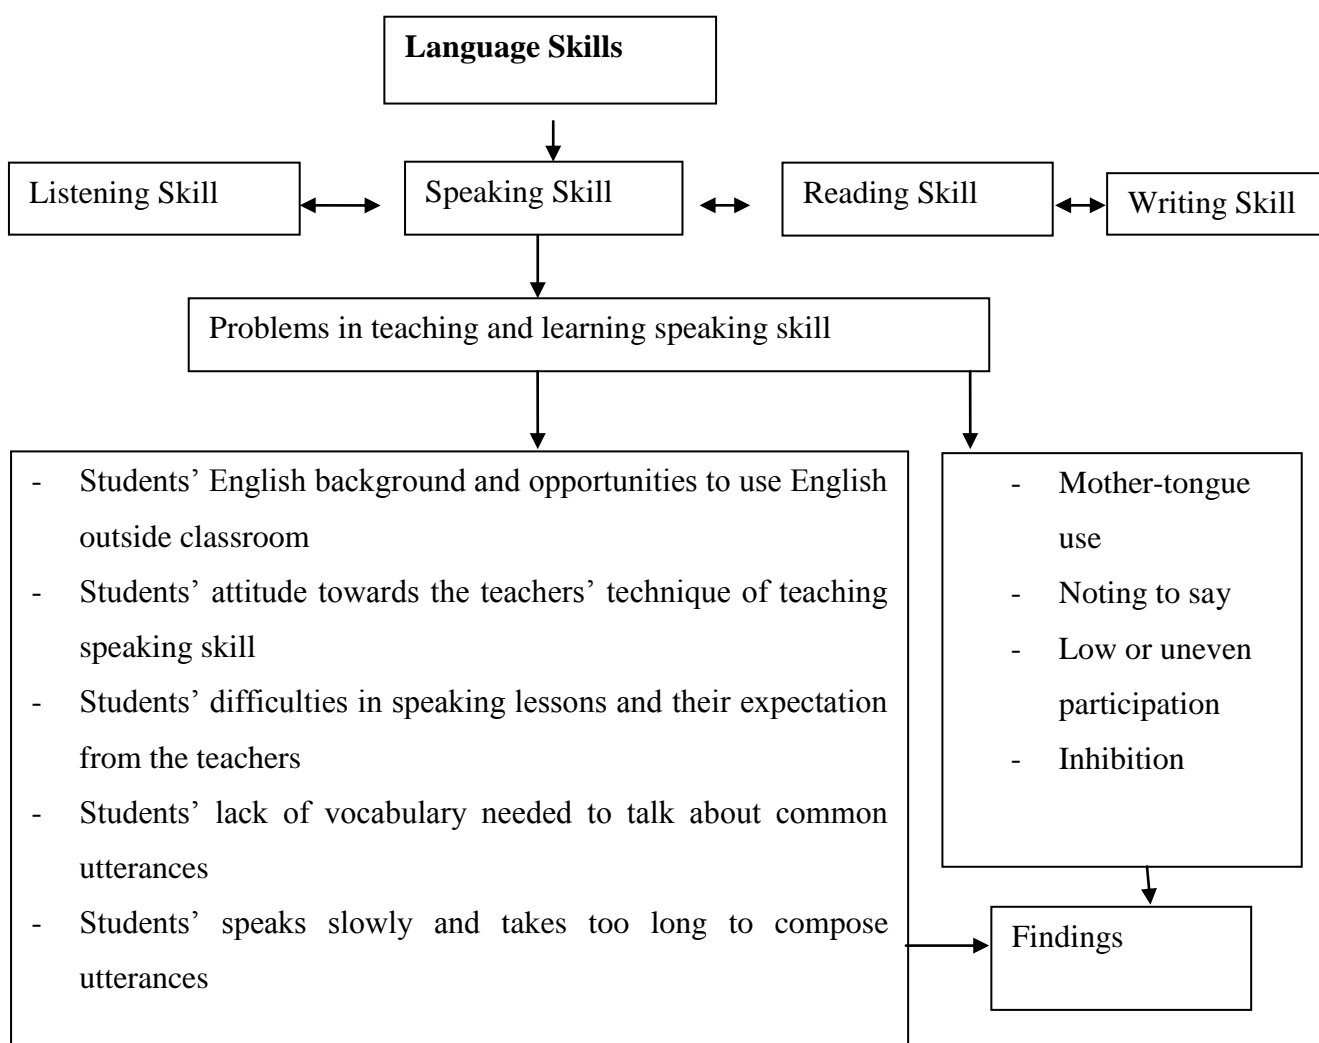 Language Skills
Listening Skill
Speaking Skill
Reading Skill
Writing Skill
Problems in teaching and learning speaking skill
- Students’ English background and opportunities to use English
outside classroom
- Students’ attitude towards the teachers’ technique of teaching
speaking skill
- Students’ difficulties in speaking lessons and their expectation
from the teachers
- Students’ lack of vocabulary needed to talk about common
utterances
- Students’ speaks slowly and takes too long to compose
utterances
- Mother-tongue
use
- Noting to say
- Low or uneven
participation
- Inhibition
Findings